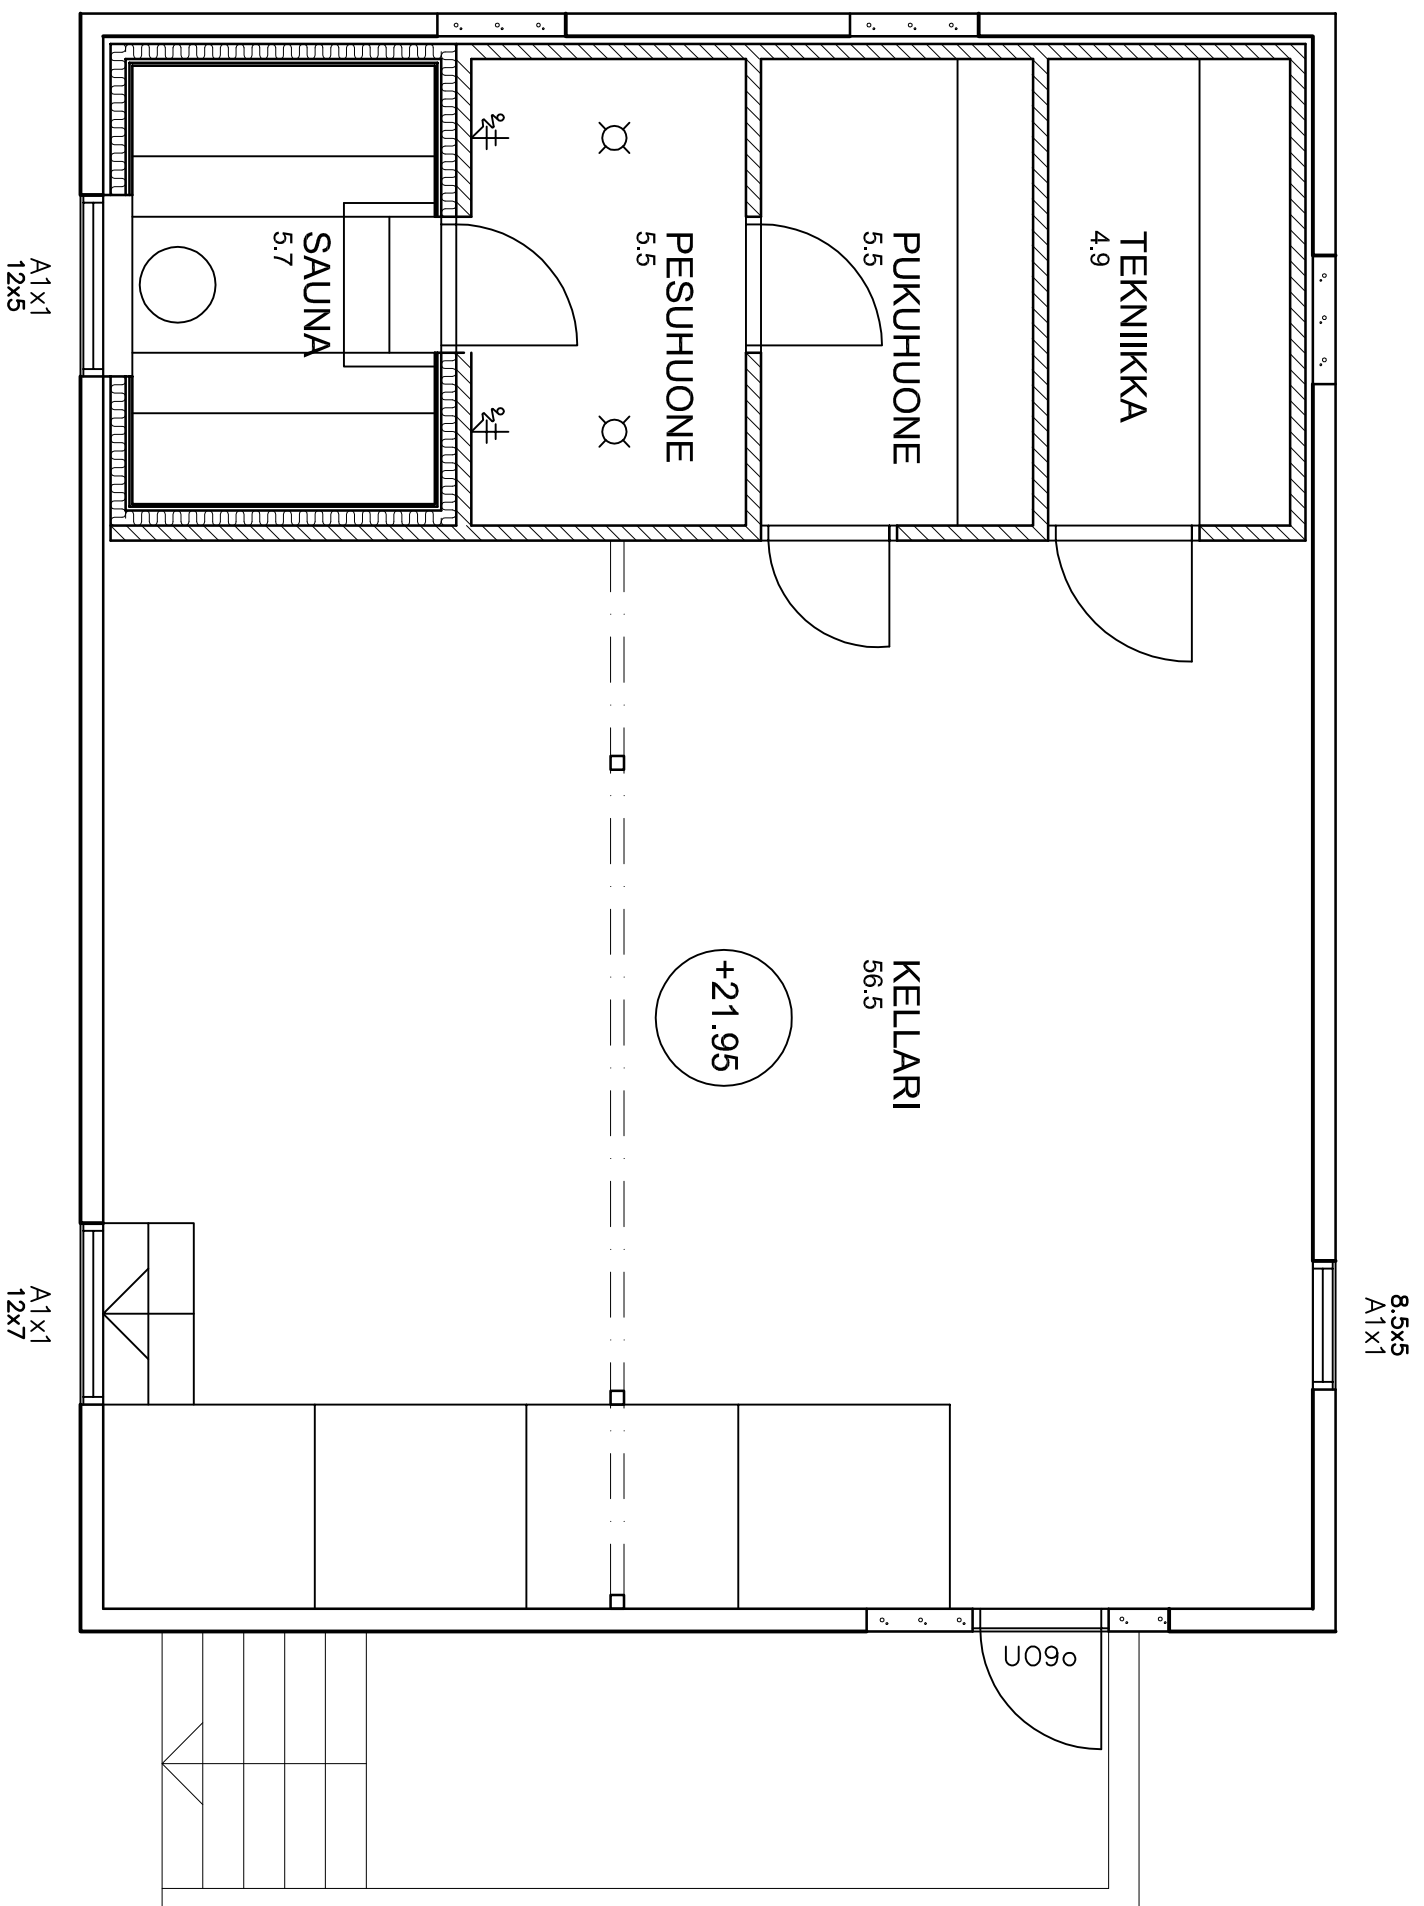 8.5x5
A1x1
TEKNIIKKA
4.9
PUKUHUONE
5.5
PESUHUONE
5.5
SAUNA
5.7
KELLARI
56.5
+21.95
UO9o
A1x1
12x5
A1x1
12x7